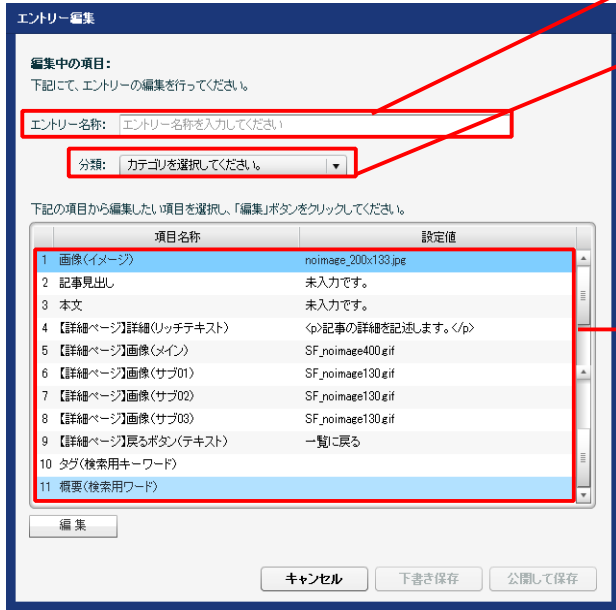 エントリー編集
編集中の項目:
下記にて、エントリーの編集を行ってください。
エントリー名称: エントリー名称を入力してください
分類: カテゴリを選択してください。
下記の項目から編集したい項目を選択し、「編集」ボタンをクリックしてください。
項目名称 設定値
1 画像(イメージ) noimage_200x133.jpg
2 記事見出し 未入力です。
3 本文 未入力です。
4 【詳細ページ】詳細(リッチテキスト) <p>記事の詳細を記述します。</p>
5 【詳細ページ】画像(メイン) SF_noimage400.gif
6 【詳細ページ】画像(サブ01) SF_noimage130.gif
7 【詳細ページ】画像(サブ02) SF_noimage130.gif
8 【詳細ページ】画像(サブ03) SF_noimage130.gif
9 【詳細ページ】戻るボタン(テキスト) 一覧に戻る
10 タグ(検索用キーワード)
11 概要(検索用ワード)
編集
キャンセル 下書き保存 公開して保存